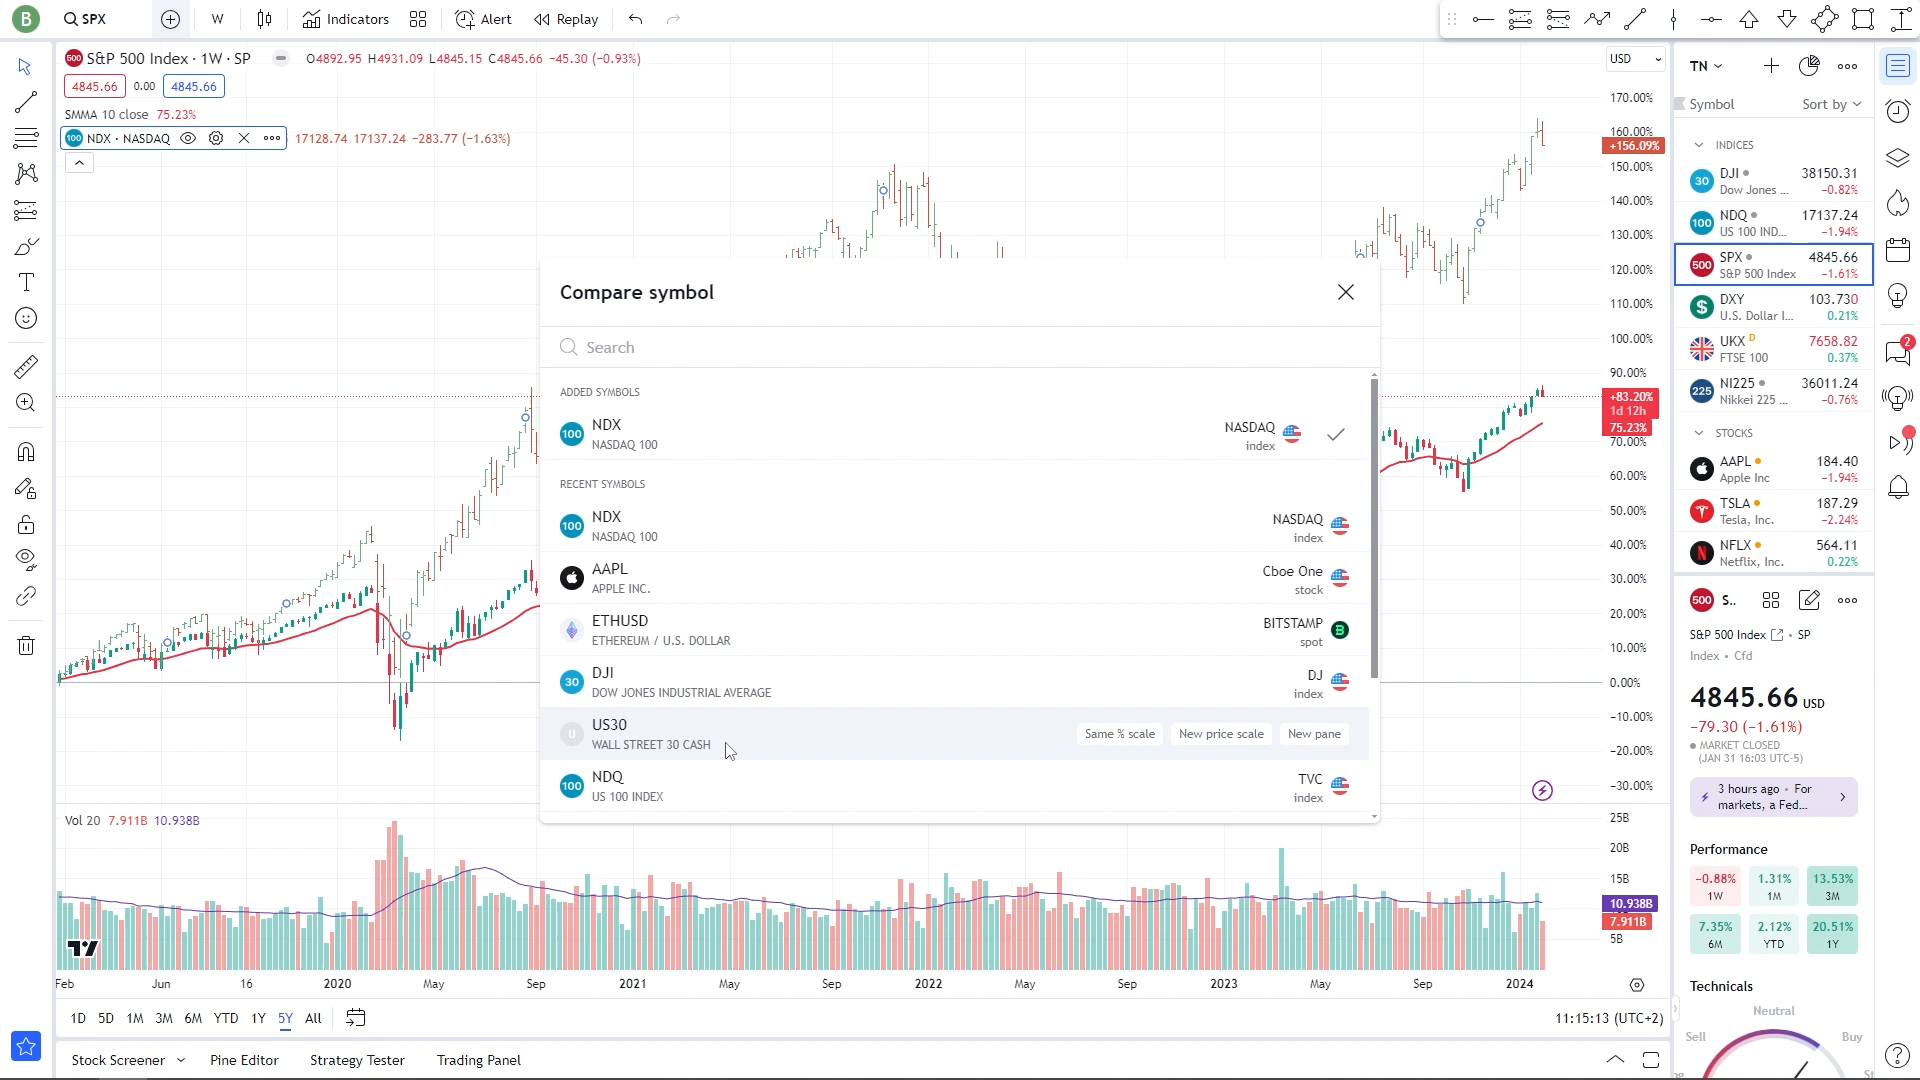 B SPX W Indicators Alert Replay
500 S&P 500 Index · 1W · SP O4892.95 H4931.09 L4845.15 C4845.66 −45.30 (−0.93%)
4845.66 0.00 4845.66
SMMA 10 close 75.23%
100 NDX · NASDAQ 17128.74 17137.24 −283.77 (−1.63%)
USD
170.00%
160.00%
+156.09%
150.00%
140.00%
130.00%
120.00%
110.00%
100.00%
90.00%
+83.20%
1d 12h
75.23%
70.00%
60.00%
50.00%
40.00%
30.00%
20.00%
10.00%
0.00%
−10.00%
−20.00%
−30.00%
Compare symbol
Search
ADDED SYMBOLS
100 NDX NASDAQ
NASDAQ 100 index
RECENT SYMBOLS
100 NDX NASDAQ
NASDAQ 100 index
AAPL Cboe One
APPLE INC. stock
ETHUSD BITSTAMP
ETHEREUM / U.S. DOLLAR spot
30 DJI DJ
DOW JONES INDUSTRIAL AVERAGE index
U US30 Same % scale New price scale New pane
WALL STREET 30 CASH
100 NDQ TVC
US 100 INDEX index
Vol 20 7.911B 10.938B
25B
20B
15B
10.938B
7.911B
5B
Feb Jun 16 2020 May Sep 2021 May Sep 2022 May Sep 2023 May Sep 2024
1D 5D 1M 3M 6M YTD 1Y 5Y All 11:15:13 (UTC+2)
Stock Screener Pine Editor Strategy Tester Trading Panel
TN
Symbol Sort by
INDICES
30 DJI 38150.31
Dow Jones ... −0.82%
100 NDQ 17137.24
US 100 IND... −1.94%
500 SPX 4845.66
S&P 500 Index −1.61%
$ DXY 103.730
U.S. Dollar I... 0.21%
UKX D 7658.82
FTSE 100 0.37%
225 NI225 36011.24
Nikkei 225 ... −0.76%
STOCKS
AAPL 184.40
Apple Inc −1.94%
TSLA 187.29
Tesla, Inc. −2.24%
NFLX 564.11
Netflix, Inc. 0.22%
500 S..
S&P 500 Index • SP
Index • Cfd
4845.66 USD
−79.30 (−1.61%)
MARKET CLOSED
(JAN 31 16:03 UTC-5)
3 hours ago • For
markets, a Fed...
Performance
−0.88% 1.31% 13.53%
1W 1M 3M
7.35% 2.12% 20.51%
6M YTD 1Y
Technicals
Neutral
Sell Buy
2